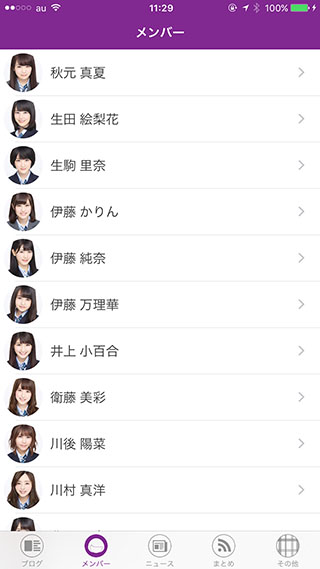 au 11:29 100%
メンバー
秋元 真夏
生田 絵梨花
生駒 里奈
伊藤 かりん
伊藤 純奈
伊藤 万理華
井上 小百合
衛藤 美彩
川後 陽菜
川村 真洋
ブログ メンバー ニュース まとめ その他